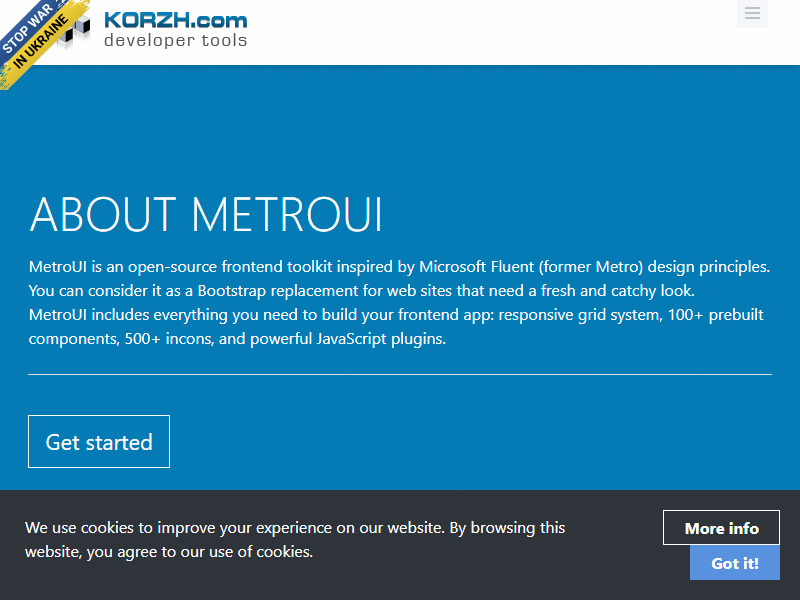 STOP WAR
IN UKRAINE
KORZH.com
developer tools
ABOUT METROUI
MetroUI is an open-source frontend toolkit inspired by Microsoft Fluent (former Metro) design principles.
You can consider it as a Bootstrap replacement for web sites that need a fresh and catchy look.
MetroUI includes everything you need to build your frontend app: responsive grid system, 100+ prebuilt
components, 500+ incons, and powerful JavaScript plugins.
Get started
We use cookies to improve your experience on our website. By browsing this
website, you agree to our use of cookies.
More info
Got it!